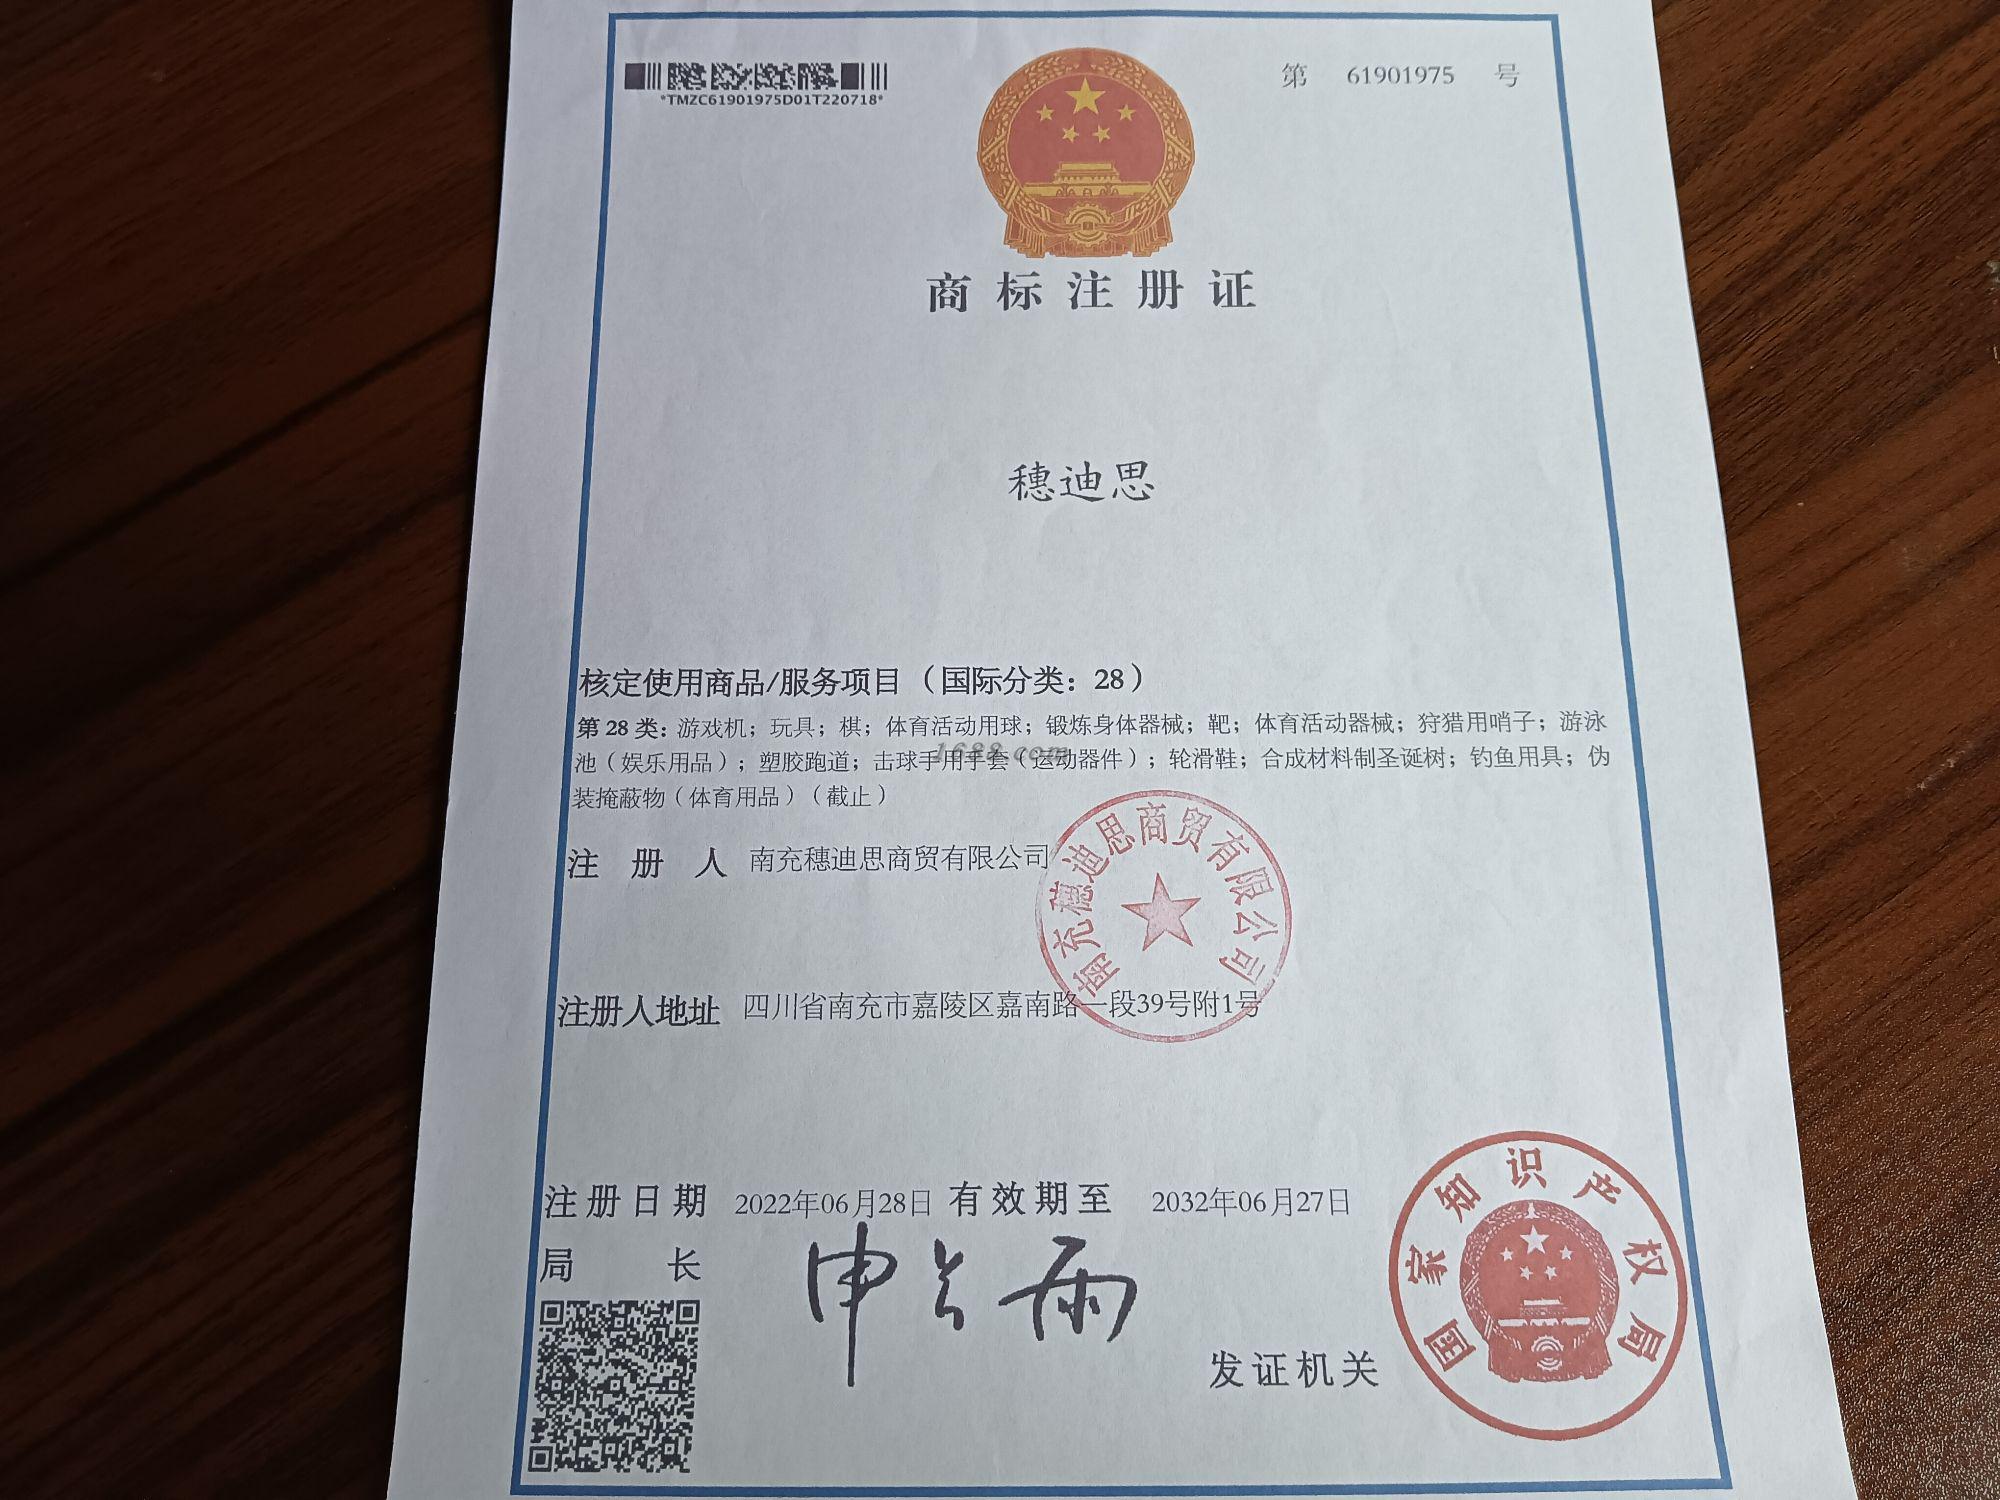 *TMZC61901975D01T220718*
第 61901975 号
商标注册证
穗迪思
核定使用商品/服务项目（国际分类：28）
第28类：游戏机；玩具；棋；体育活动用球；锻炼身体器械；靶；体育活动器械；狩猎用哨子；游泳
池（娱乐用品）；塑胶跑道；击球手用手套（运动器件）；轮滑鞋；合成材料制圣诞树；钓鱼用具；伪
装掩蔽物（体育用品）（截止）
1688.com
注册人 南充穗迪思商贸有限公司
南充穗迪思商贸有限公司
注册人地址 四川省南充市嘉陵区嘉南路一段39号附1号
注册日期 2022年06月28日 有效期至 2032年06月27日
局长 申长雨
发证机关
国家知识产权局